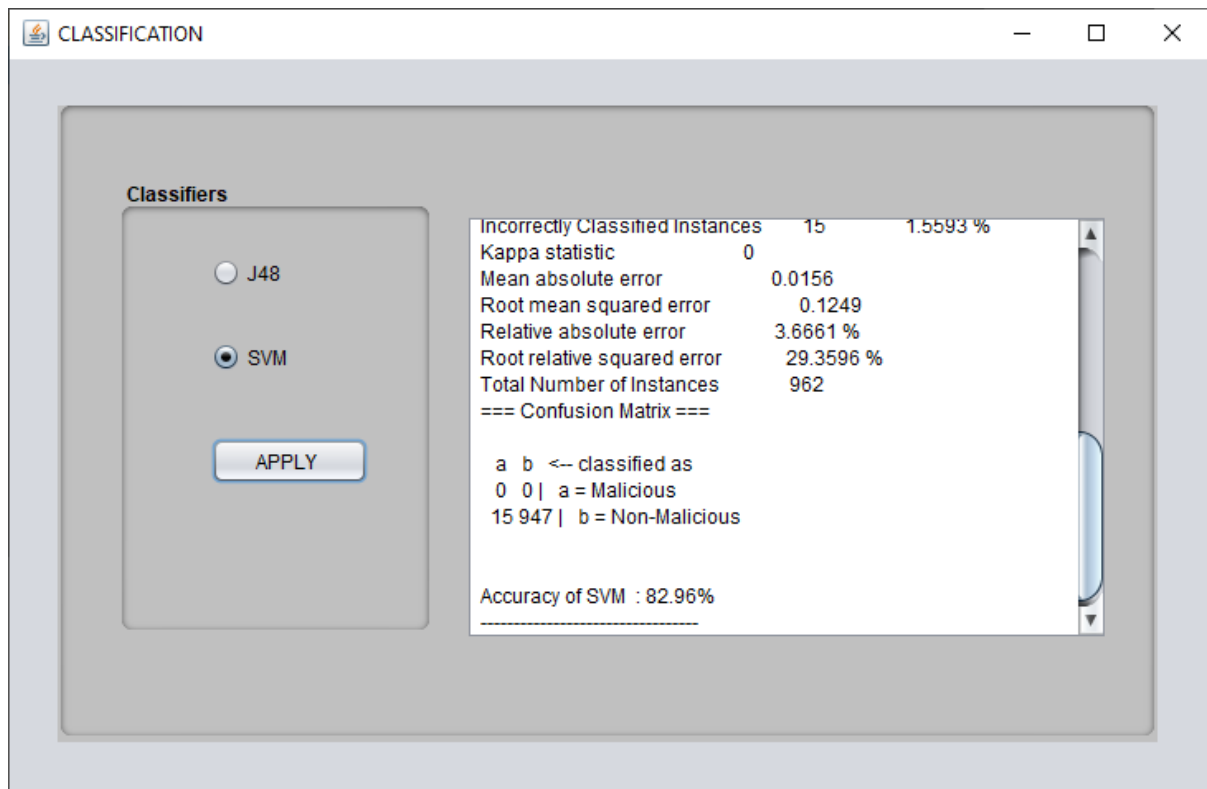 CLASSIFICATION
Classifiers
J48
SVM
APPLY
Incorrectly Classified Instances 15 1.5593 %
Kappa statistic 0
Mean absolute error 0.0156
Root mean squared error 0.1249
Relative absolute error 3.6661 %
Root relative squared error 29.3596 %
Total Number of Instances 962
=== Confusion Matrix ===
a b <-- classified as
0 0 | a = Malicious
15 947 | b = Non-Malicious
Accuracy of SVM : 82.96%
---------------------------------